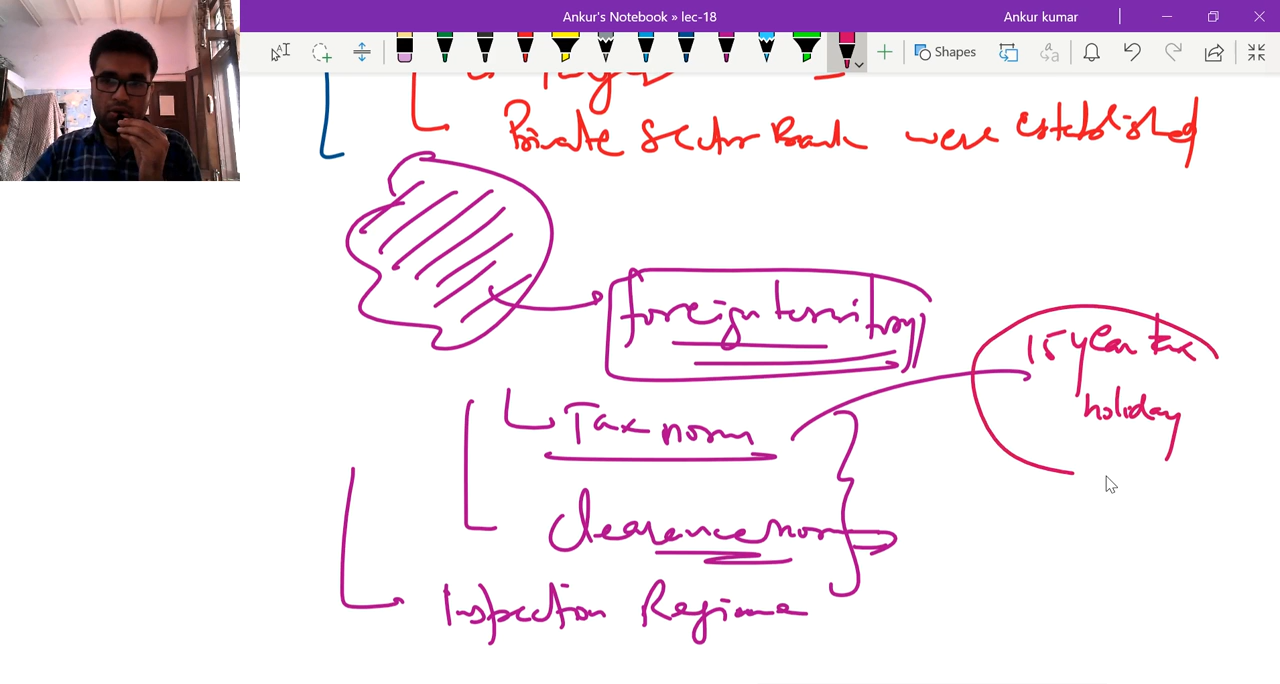 Ankur's Notebook » lec-18
Ankur kumar
Shapes
Private Sector Bank were established
foreign territory
15 year tax
holiday
Tax norm
Clearence norm
Inspection Regime